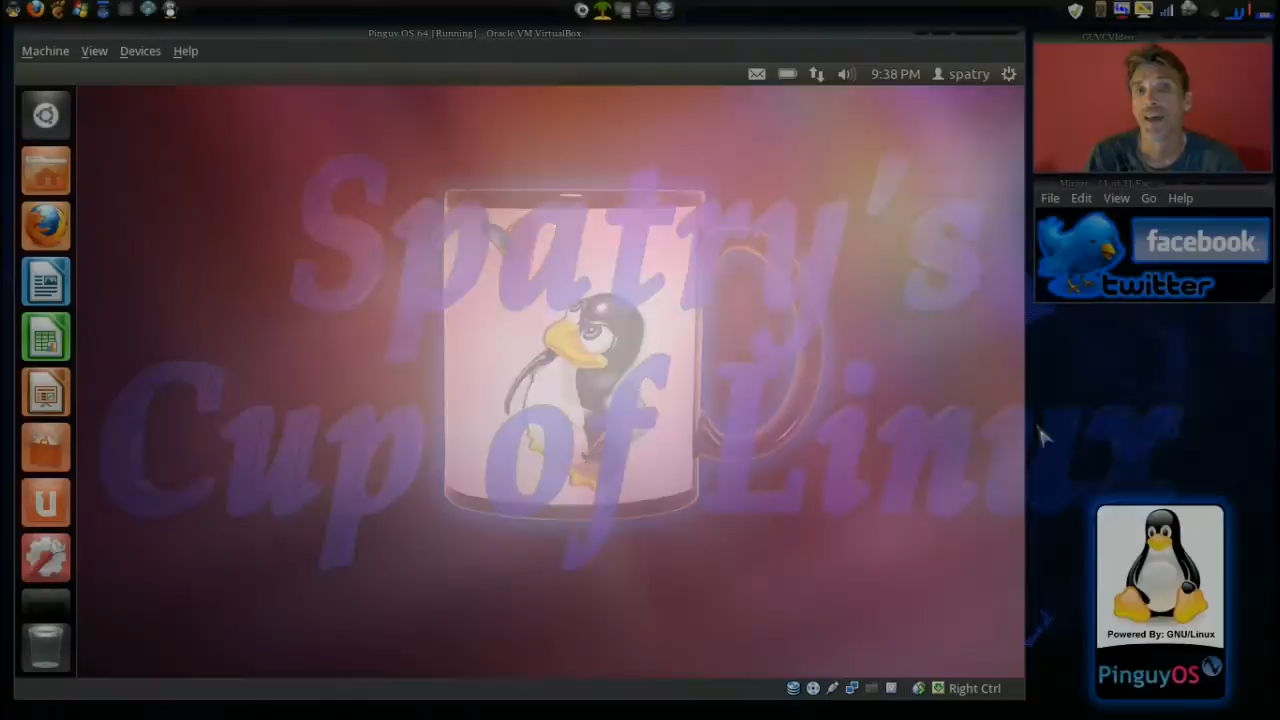 Pinguy OS 64 [Running] - Oracle VM VirtualBox
GUVCVideo
Machine View Devices Help
9:38 PM spatry
File Edit View Go Help
facebook
twitter
Spatry's
Cup of Linux
Powered By: GNU/Linux
PinguyOS
Right Ctrl